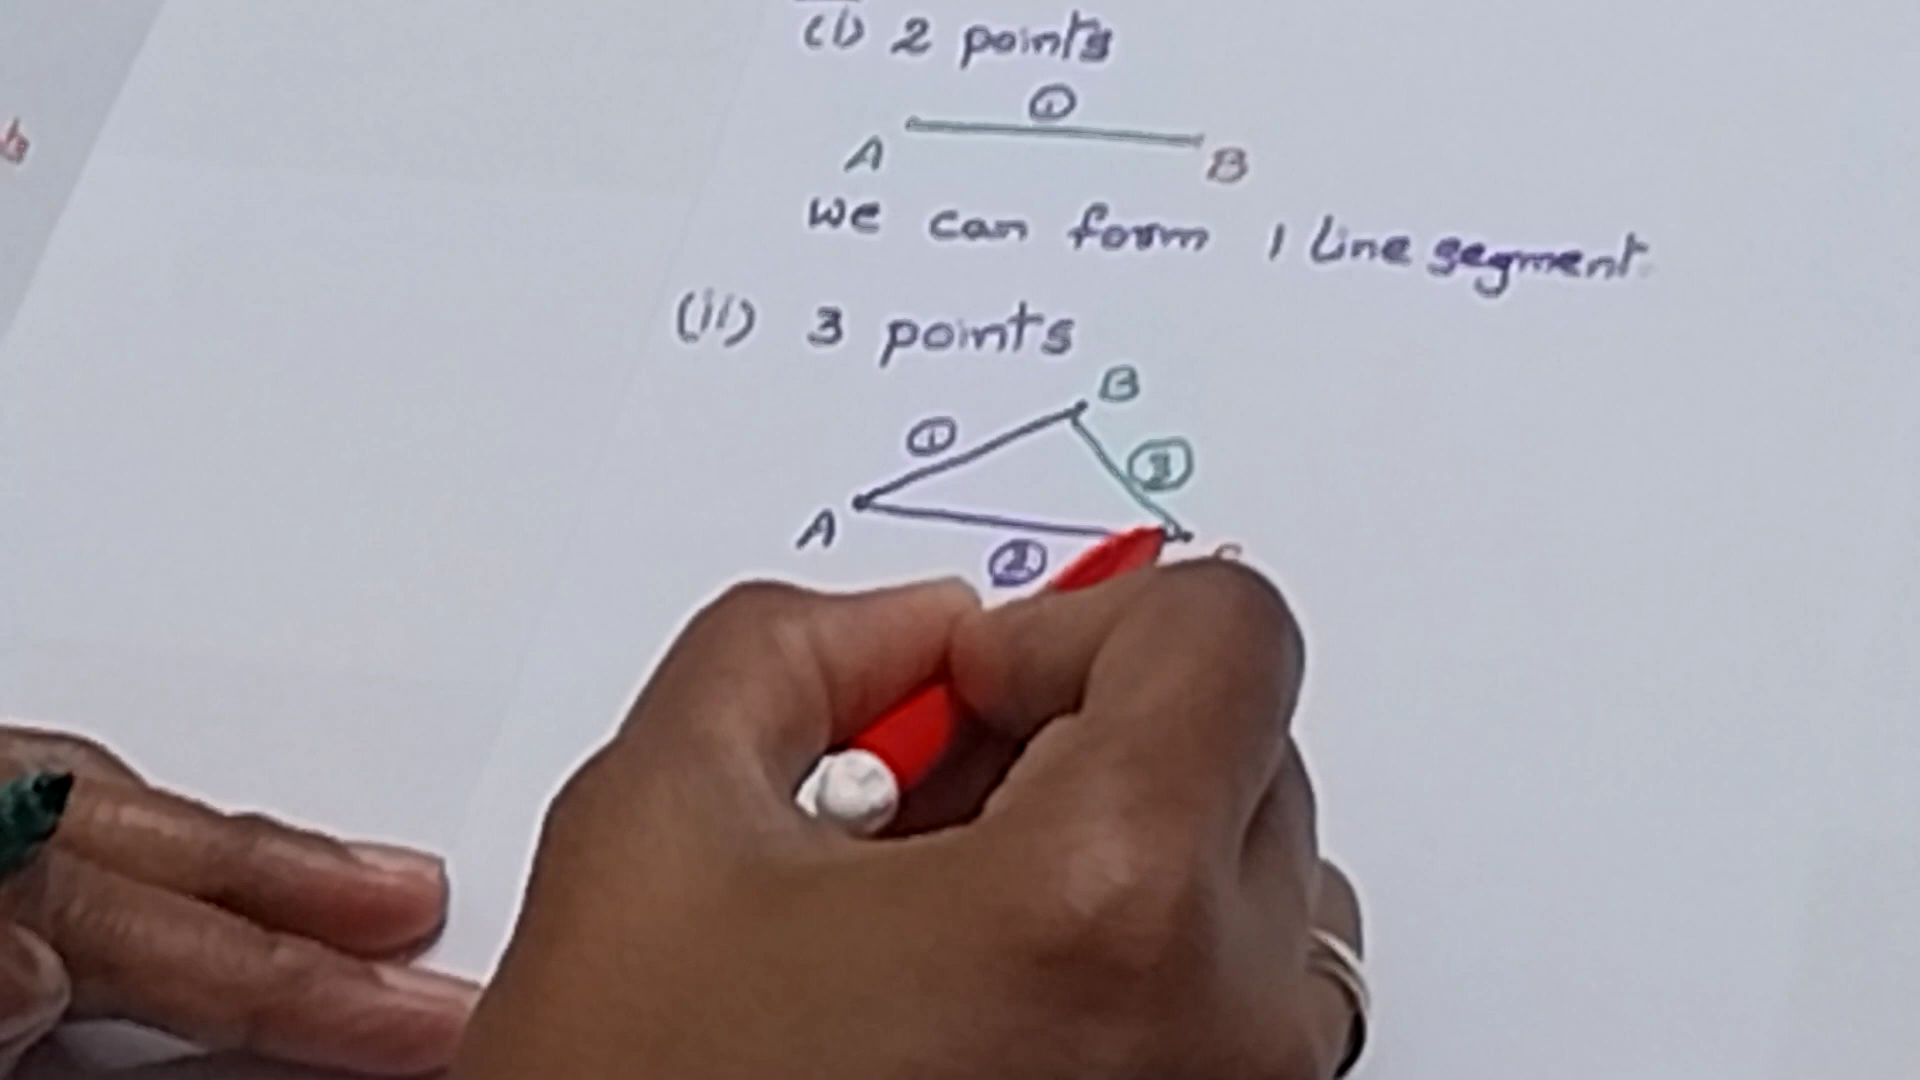 (i) 2 points
①
A B
We can form 1 Line segment.
(ii) 3 points
B
① ③
A
②